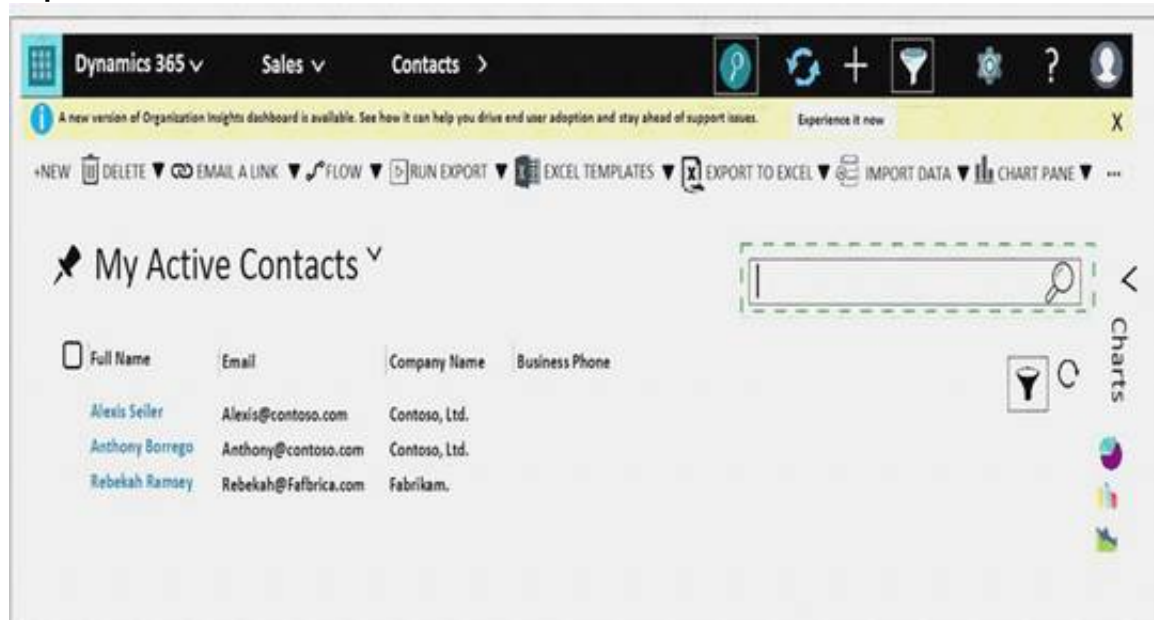 Dynamics 365 Sales Contacts > ?
A new version of Organization Insights dashboard is available. See how it can help you drive end user adoption and stay ahead of support issues. Experience it now X
+NEW DELETE EMAIL A LINK FLOW RUN EXPORT EXCEL TEMPLATES EXPORT TO EXCEL IMPORT DATA CHART PANE ...
My Active Contacts
Charts
Full Name Email Company Name Business Phone
Alexis Seiler Alexis@contoso.com Contoso, Ltd.
Anthony Borrego Anthony@contoso.com Contoso, Ltd.
Rebekah Ramsey Rebekah@Fafbrica.com Fabrikam.